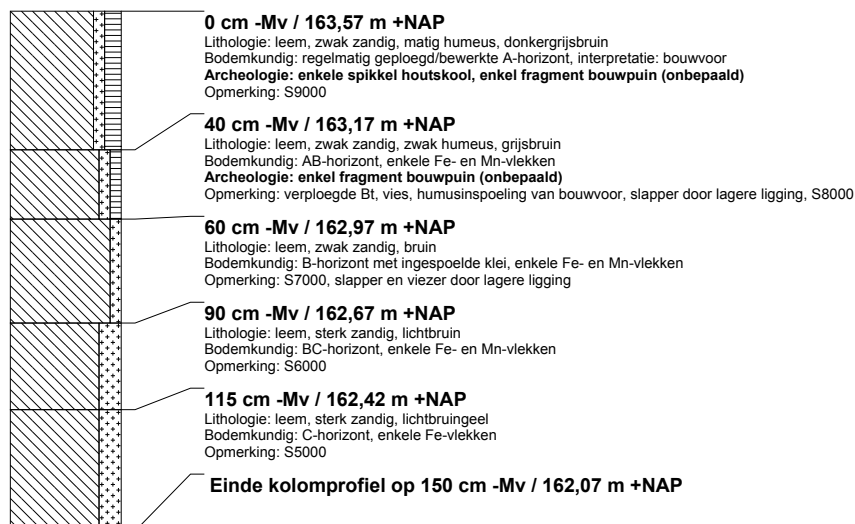 0 cm -Mv / 163,57 m +NAP
Lithologie: leem, zwak zandig, matig humeus, donkergrijsbruin
Bodemkundig: regelmatig geploegd/bewerkte A-horizont, interpretatie: bouwvoor
Archeologie: enkele spikkel houtskool, enkel fragment bouwpuin (onbepaald)
Opmerking: S9000
40 cm -Mv / 163,17 m +NAP
Lithologie: leem, zwak zandig, zwak humeus, grijsbruin
Bodemkundig: AB-horizont, enkele Fe- en Mn-vlekken
Archeologie: enkel fragment bouwpuin (onbepaald)
Opmerking: verploegde Bt, vies, humusinspoeling van bouwvoor, slapper door lagere ligging, S8000
60 cm -Mv / 162,97 m +NAP
Lithologie: leem, zwak zandig, bruin
Bodemkundig: B-horizont met ingespoelde klei, enkele Fe- en Mn-vlekken
Opmerking: S7000, slapper en viezer door lagere ligging
90 cm -Mv / 162,67 m +NAP
Lithologie: leem, sterk zandig, lichtbruin
Bodemkundig: BC-horizont, enkele Fe- en Mn-vlekken
Opmerking: S6000
115 cm -Mv / 162,42 m +NAP
Lithologie: leem, sterk zandig, lichtbruingeel
Bodemkundig: C-horizont, enkele Fe-vlekken
Opmerking: S5000
Einde kolomprofiel op 150 cm -Mv / 162,07 m +NAP